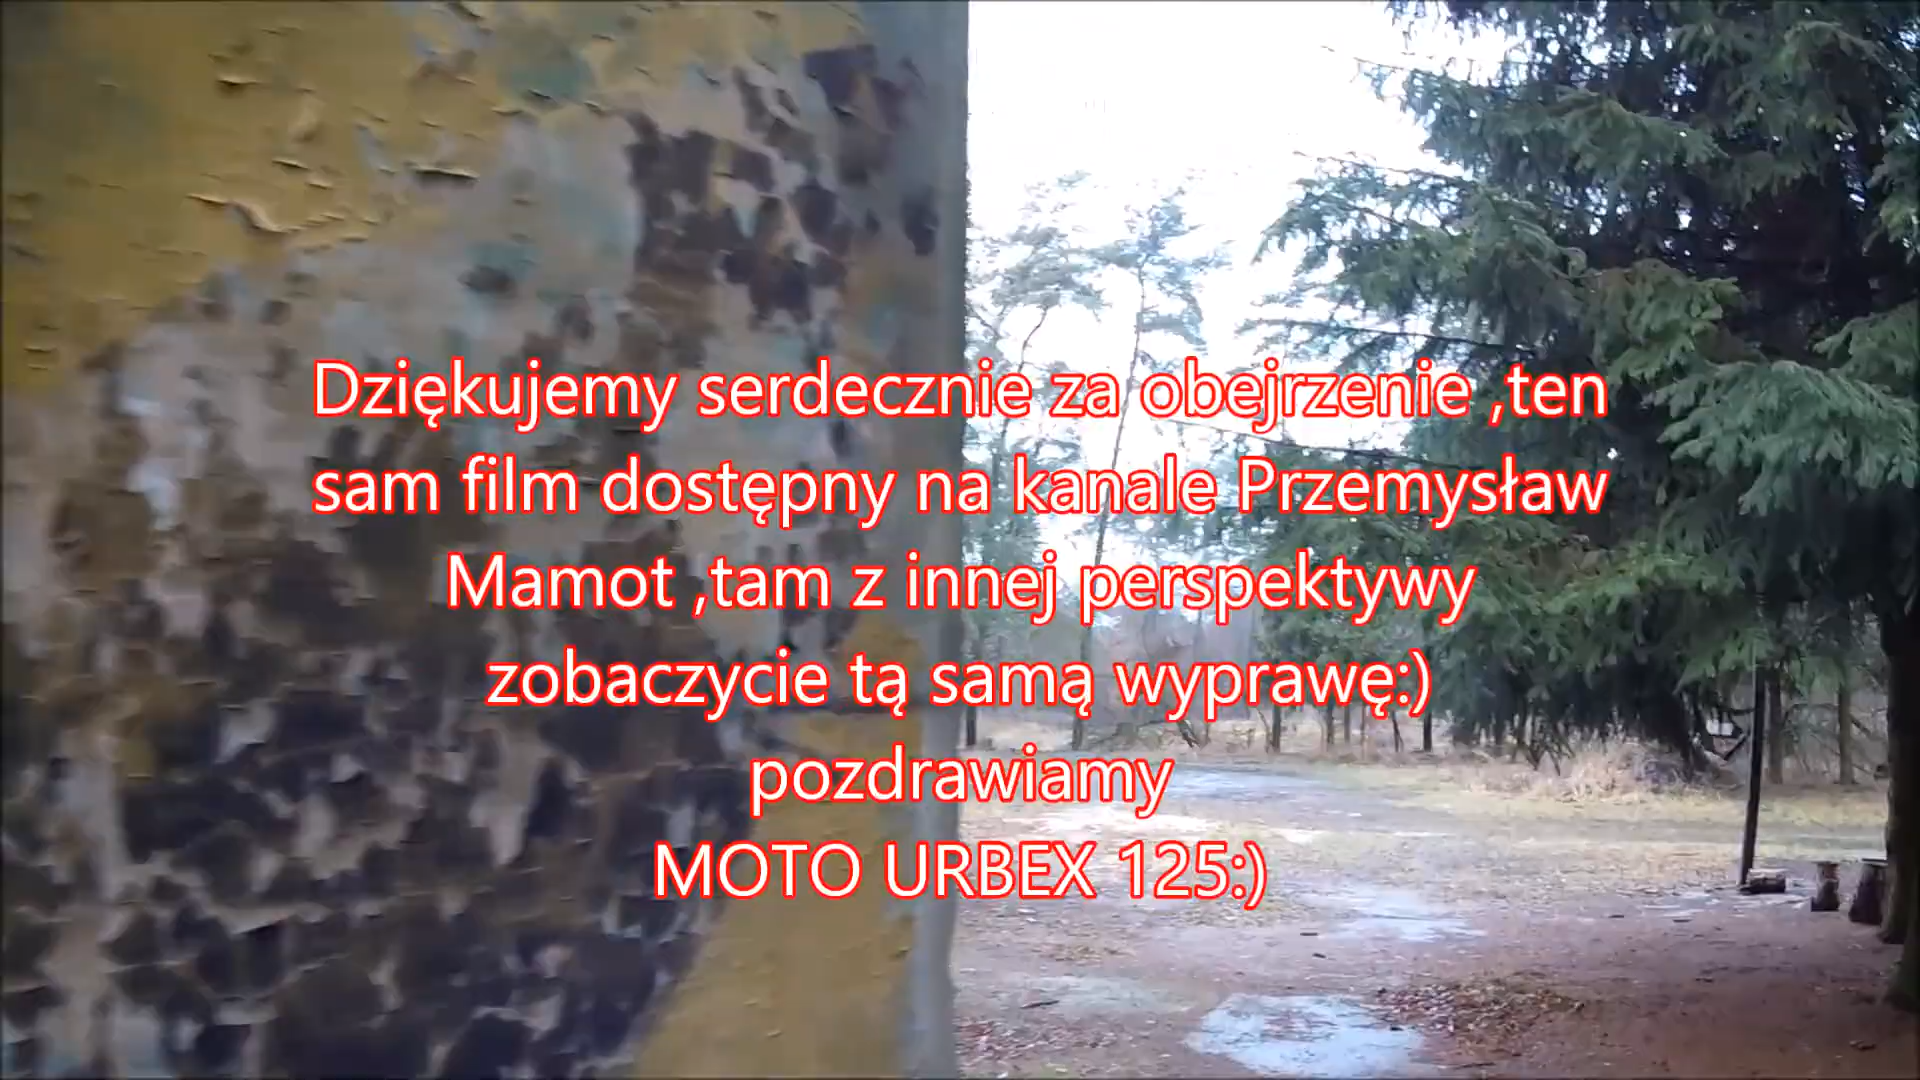 Dziękujemy serdecznie za obejrzenie ,ten
sam film dostępny na kanale Przemysław
Mamot ,tam z innej perspektywy
zobaczycie tą samą wyprawę:)
pozdrawiamy
MOTO URBEX 125:)